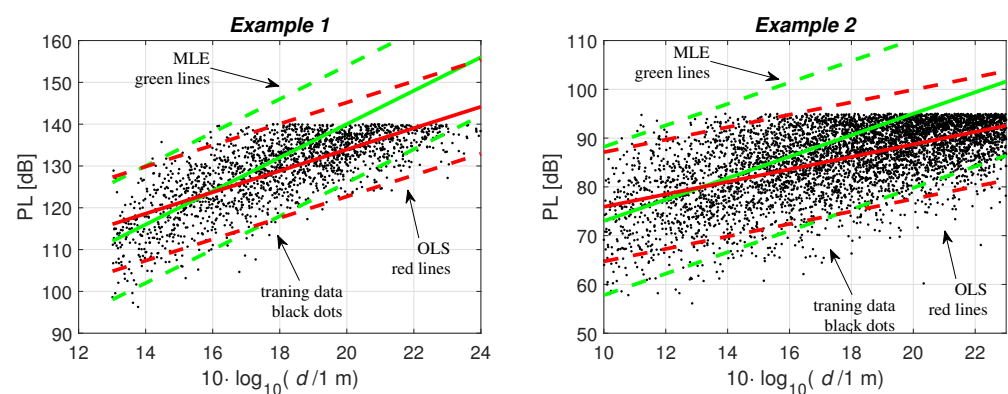 Example 1
160
150
140
130
120
110
100
90
PL [dB]
12
14
16
18
20
22
24
10· log10( d /1 m)
MLE
green lines
OLS
red lines
traning data
black dots
Example 2
110
100
90
80
70
60
50
PL [dB]
10
12
14
16
18
20
22
10· log10( d /1 m)
MLE
green lines
OLS
red lines
traning data
black dots